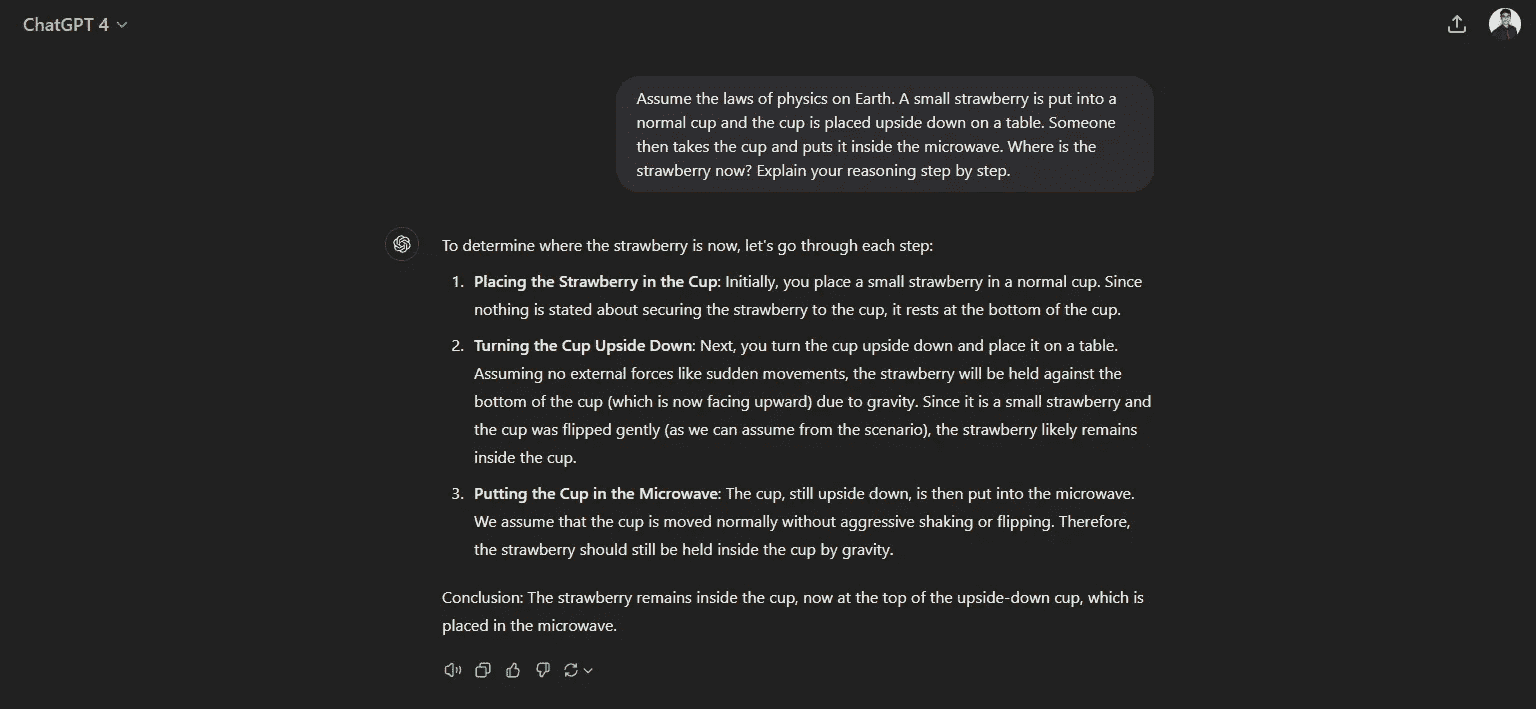 ChatGPT 4
Assume the laws of physics on Earth. A small strawberry is put into a
normal cup and the cup is placed upside down on a table. Someone
then takes the cup and puts it inside the microwave. Where is the
strawberry now? Explain your reasoning step by step.
To determine where the strawberry is now, let's go through each step:
1. Placing the Strawberry in the Cup: Initially, you place a small strawberry in a normal cup. Since
nothing is stated about securing the strawberry to the cup, it rests at the bottom of the cup.
2. Turning the Cup Upside Down: Next, you turn the cup upside down and place it on a table.
Assuming no external forces like sudden movements, the strawberry will be held against the
bottom of the cup (which is now facing upward) due to gravity. Since it is a small strawberry and
the cup was flipped gently (as we can assume from the scenario), the strawberry likely remains
inside the cup.
3. Putting the Cup in the Microwave: The cup, still upside down, is then put into the microwave.
We assume that the cup is moved normally without aggressive shaking or flipping. Therefore,
the strawberry should still be held inside the cup by gravity.
Conclusion: The strawberry remains inside the cup, now at the top of the upside-down cup, which is
placed in the microwave.